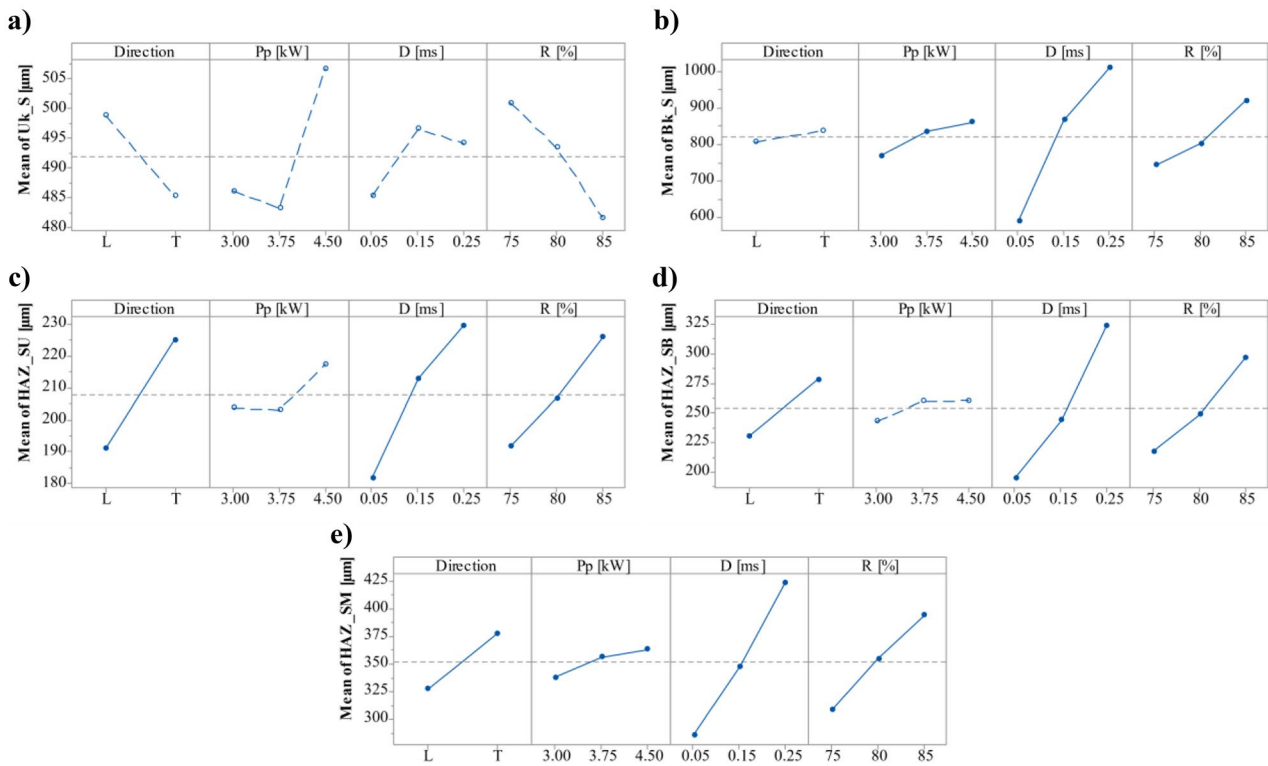 a)
Direction Pp [kW] D [ms] R [%]
Mean of Uk_S [µm]
505
500
495
490
485
480
L T 3.00 3.75 4.50 0.05 0.15 0.25 75 80 85
b)
Direction Pp [kW] D [ms] R [%]
Mean of Bk_S [µm]
1000
900
800
700
600
L T 3.00 3.75 4.50 0.05 0.15 0.25 75 80 85
c)
Direction Pp [kW] D [ms] R [%]
Mean of HAZ_SU [µm]
230
220
210
200
190
180
L T 3.00 3.75 4.50 0.05 0.15 0.25 75 80 85
d)
Direction Pp [kW] D [ms] R [%]
Mean of HAZ_SB [µm]
325
300
275
250
225
200
L T 3.00 3.75 4.50 0.05 0.15 0.25 75 80 85
e)
Direction Pp [kW] D [ms] R [%]
Mean of HAZ_SM [µm]
425
400
375
350
325
300
L T 3.00 3.75 4.50 0.05 0.15 0.25 75 80 85